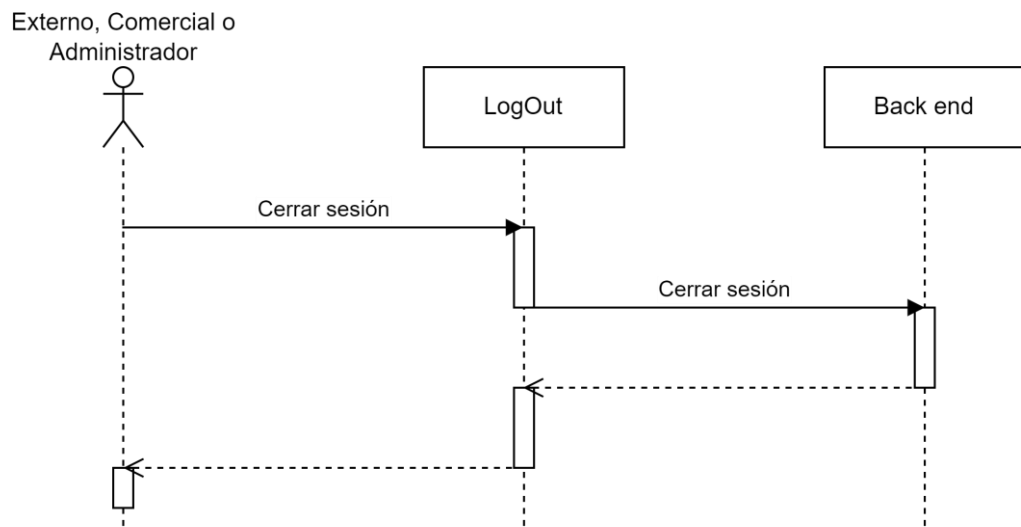 Externo, Comercial o
Administrador
LogOut
Back end
Cerrar sesión
Cerrar sesión